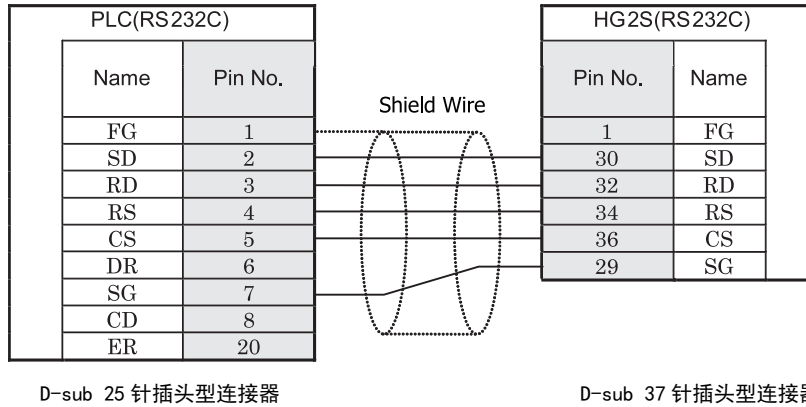 PLC(RS232C)
HG2S(RS232C)
Name Pin No.
Pin No. Name
Shield Wire
FG 1
1 FG
SD 2
30 SD
RD 3
32 RD
RS 4
34 RS
CS 5
36 CS
DR 6
29 SG
SG 7
CD 8
ER 20
D-sub 25 针插头型连接器
D-sub 37 针插头型连接器